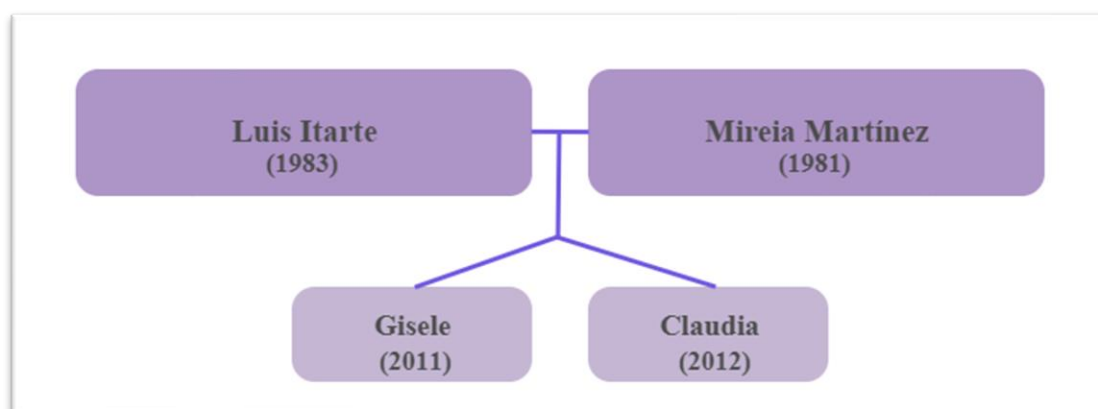 Luis Itarte
(1983)
Mireia Martínez
(1981)
Gisele
(2011)
Claudia
(2012)